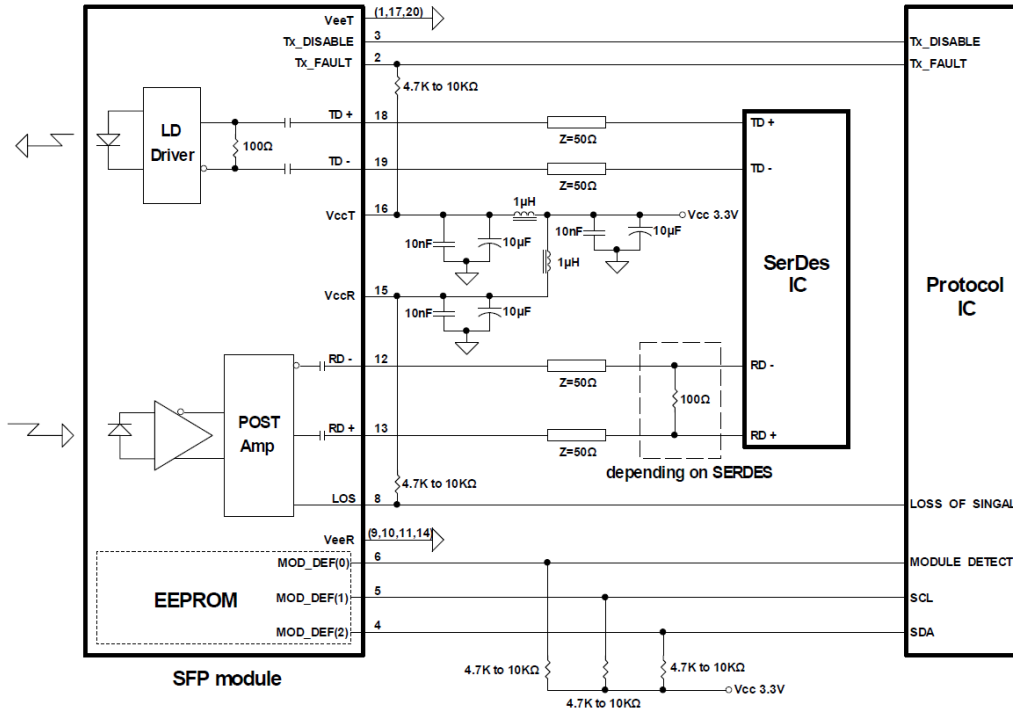 VeeT (1,17,20)
Tx_DISABLE 3 Tx_DISABLE
Tx_FAULT 2 Tx_FAULT
4.7K to 10KΩ
LD
Driver
100Ω
TD + 18 TD +
Z=50Ω
TD - 19 TD -
Z=50Ω
1μH
VccT 16 Vcc 3.3V
10nF 10μF 10nF 10μF
1μH
SerDes
IC
Protocol
IC
VccR 15
10nF 10μF
RD - 12 RD -
Z=50Ω
100Ω
POST
Amp
RD + 13 RD +
Z=50Ω
depending on SERDES
4.7K to 10KΩ
LOS 8 LOSS OF SINGAL
VeeR (9,10,11,14)
MOD_DEF(0) 6 MODULE DETECT
EEPROM
MOD_DEF(1) 5 SCL
MOD_DEF(2) 4 SDA
4.7K to 10KΩ 4.7K to 10KΩ
SFP module
Vcc 3.3V
4.7K to 10KΩ